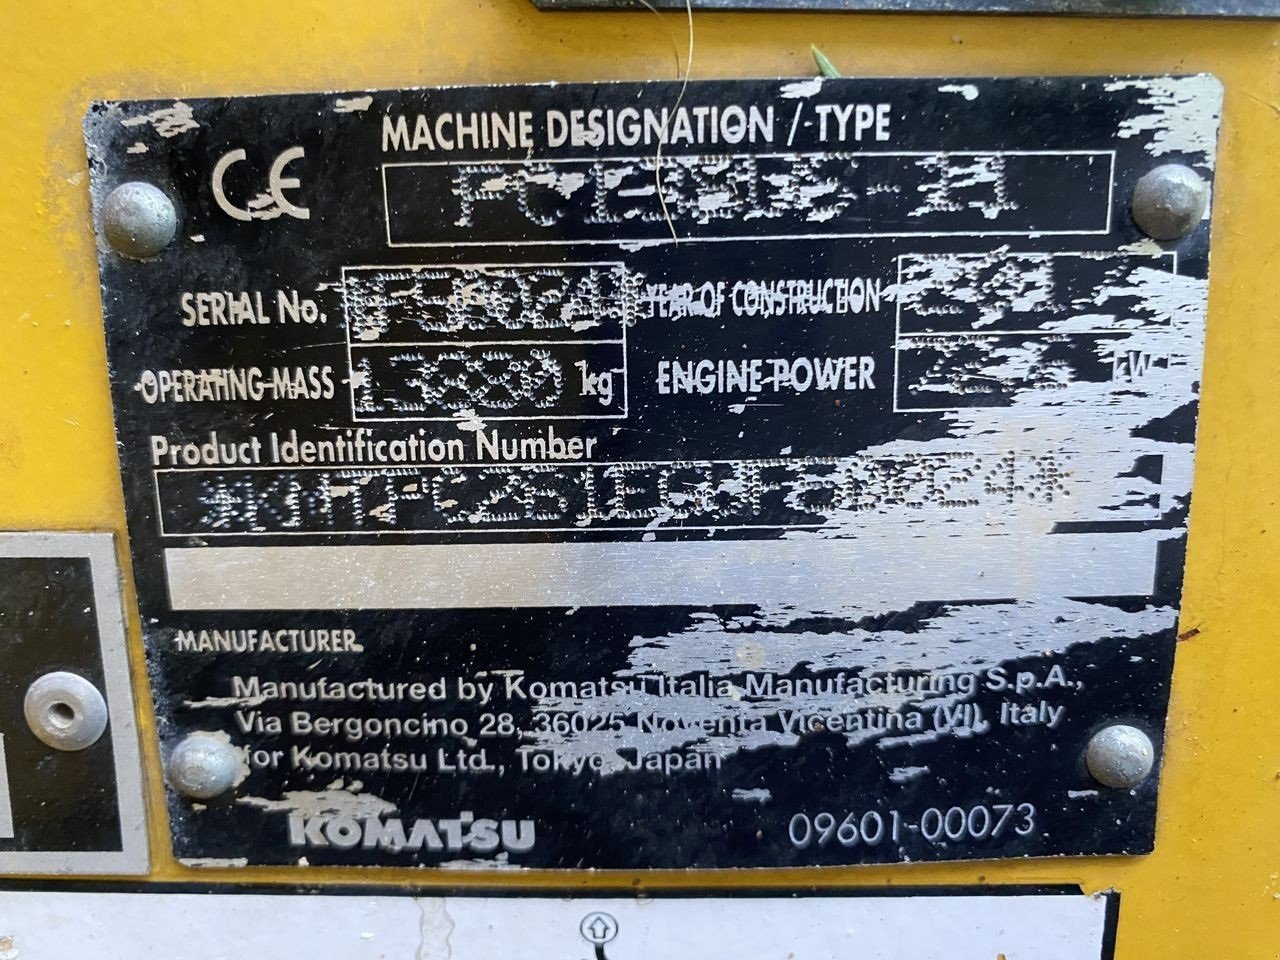 CE
MACHINE DESIGNATION / TYPE
PC138US-11
SERIAL No. YEAR OF CONSTRUCTION
OPERATING MASS kg ENGINE POWER kW
Product Identification Number
MANUFACTURER
Manufactured by Komatsu Italia Manufacturing S.p.A.,
Via Bergoncino 28, 36025 Noventa Vicentina (VI), Italy
for Komatsu Ltd., Tokyo, Japan
KOMATSU
09601-00073